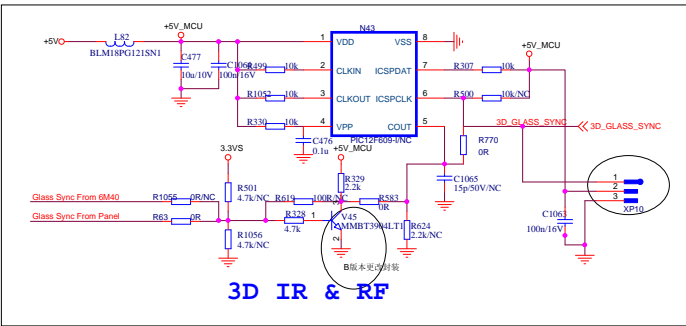 L82
+5V
BLM18PG121SN1
+5V_MCU
C477
10u/10V
C1064
100n/16V
N43
1 VDD VSS 8
2 CLKIN ICSPDAT 7
3 CLKOUT ICSPCLK 6
4 VPP COUT 5
PIC12F609-I/NC
R499 10k
R1052 10k
R330 10k
C476
0.1u
R307 10k
R500 10k/NC
+5V_MCU
3D_GLASS_SYNC
3D_GLASS_SYNC
R770
0R
C1065
15p/50V/NC
1
2
3
XP10
C1063
100n/16V
3.3VS
+5V_MCU
R329
2.2k
R501
4.7k/NC
R619 100R/NC
R583
0R
Glass Sync From 6M40
R1055 0R/NC
Glass Sync From Panel
R63 0R
R328
4.7k
1
V45
MMBT3904LT1
2
R624
2.2k/NC
R1056
4.7k/NC
B版本更改封装
3D IR & RF